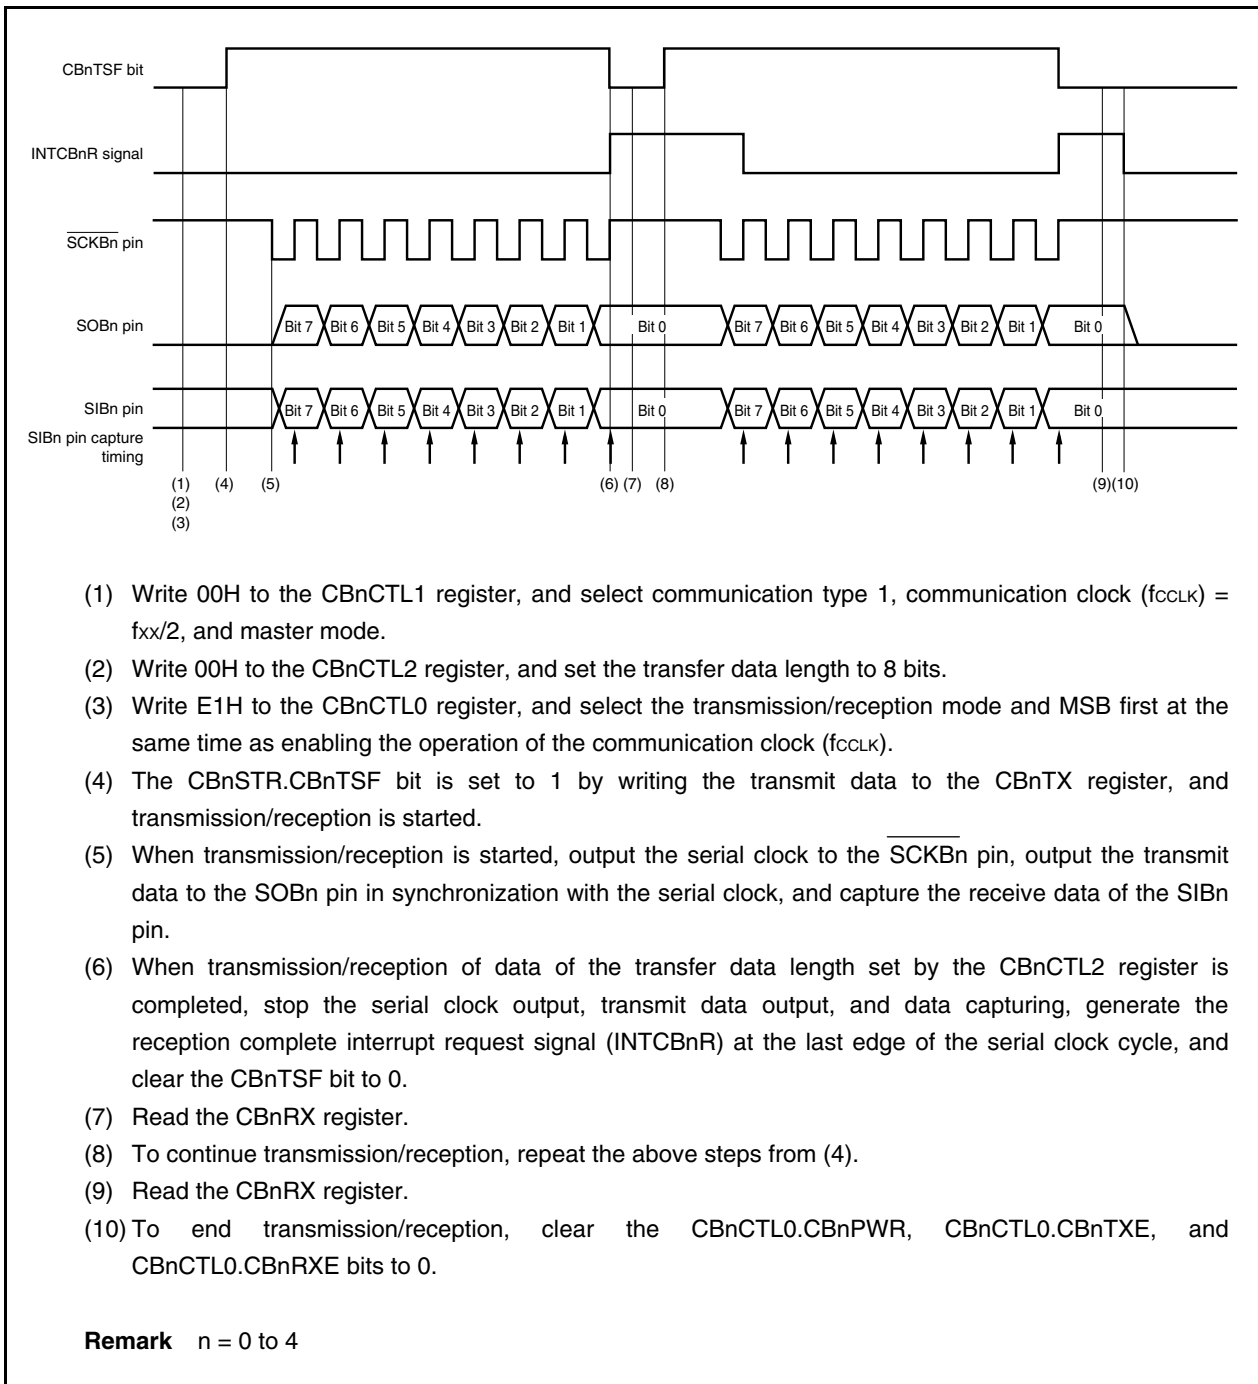 CBnTSF bit
INTCBnR signal
SCKBn pin
SOBn pin
Bit 7 Bit 6 Bit 5 Bit 4 Bit 3 Bit 2 Bit 1 Bit 0 Bit 7 Bit 6 Bit 5 Bit 4 Bit 3 Bit 2 Bit 1 Bit 0
SIBn pin
Bit 7 Bit 6 Bit 5 Bit 4 Bit 3 Bit 2 Bit 1 Bit 0 Bit 7 Bit 6 Bit 5 Bit 4 Bit 3 Bit 2 Bit 1 Bit 0
SIBn pin capture
timing
(1) (4) (5) (6) (7) (8) (9) (10)
(2)
(3)
(1) Write 00H to the CBnCTL1 register, and select communication type 1, communication clock (fCCLK) =
fXX/2, and master mode.
(2) Write 00H to the CBnCTL2 register, and set the transfer data length to 8 bits.
(3) Write E1H to the CBnCTL0 register, and select the transmission/reception mode and MSB first at the
same time as enabling the operation of the communication clock (fCCLK).
(4) The CBnSTR.CBnTSF bit is set to 1 by writing the transmit data to the CBnTX register, and
transmission/reception is started.
(5) When transmission/reception is started, output the serial clock to the SCKBn pin, output the transmit
data to the SOBn pin in synchronization with the serial clock, and capture the receive data of the SIBn
pin.
(6) When transmission/reception of data of the transfer data length set by the CBnCTL2 register is
completed, stop the serial clock output, transmit data output, and data capturing, generate the
reception complete interrupt request signal (INTCBnR) at the last edge of the serial clock cycle, and
clear the CBnTSF bit to 0.
(7) Read the CBnRX register.
(8) To continue transmission/reception, repeat the above steps from (4).
(9) Read the CBnRX register.
(10) To end transmission/reception, clear the CBnCTL0.CBnPWR, CBnCTL0.CBnTXE, and
CBnCTL0.CBnRXE bits to 0.
Remark n = 0 to 4